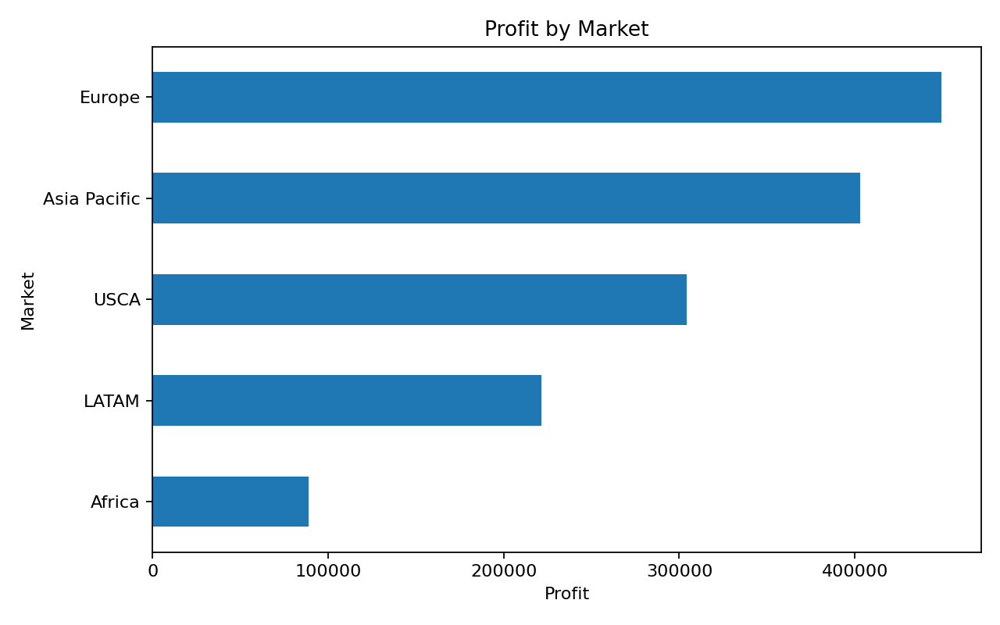 Profit by Market
Europe
Asia Pacific
USCA
LATAM
Africa
Market
0 100000 200000 300000 400000
Profit